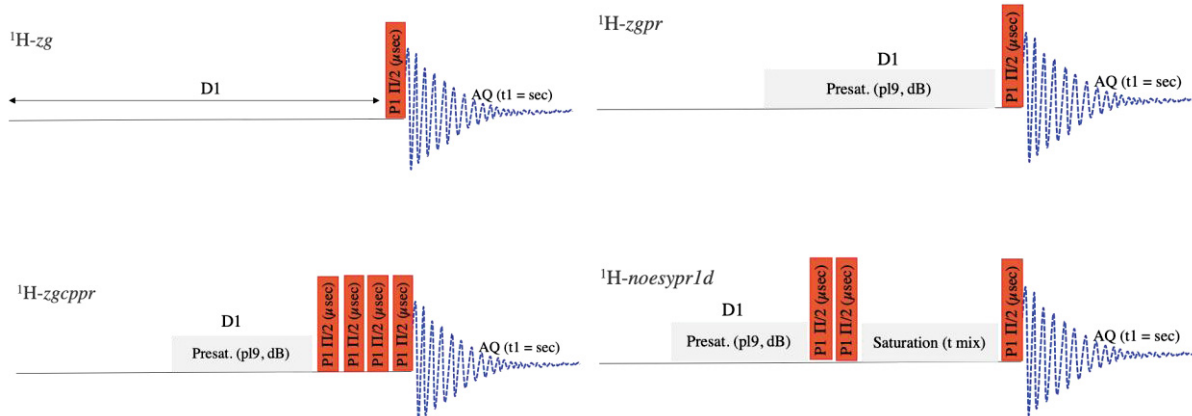 ¹H-zg
D1
P1 Π/2 (μsec)
AQ (t1 = sec)
¹H-zgpr
D1
Presat. (pl9, dB)
P1 Π/2 (μsec)
AQ (t1 = sec)
¹H-zgcppr
D1
Presat. (pl9, dB)
P1 Π/2 (μsec)
P1 Π/2 (μsec)
P1 Π/2 (μsec)
P1 Π/2 (μsec)
AQ (t1 = sec)
¹H-noesypr1d
D1
Presat. (pl9, dB)
P1 Π/2 (μsec)
P1 Π/2 (μsec)
Saturation (t mix)
P1 Π/2 (μsec)
AQ (t1 = sec)